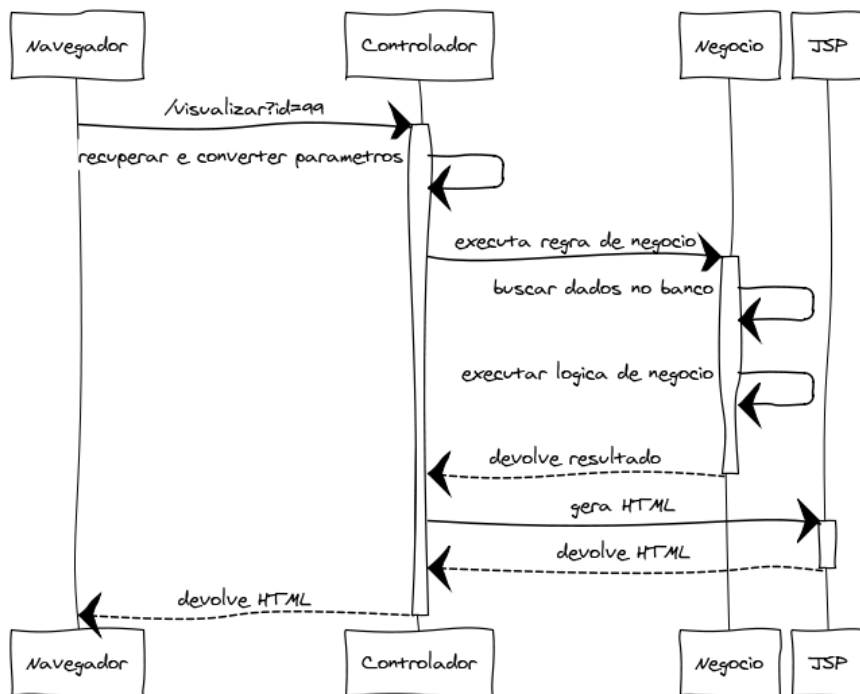 Navegador
Controlador
Negocio
JSP
/visualizar?id=99
recuperar e converter parametros
executa regra de negocio
buscar dados no banco
executar logica de negocio
devolve resultado
gera HTML
devolve HTML
devolve HTML
Navegador
Controlador
Negocio
JSP